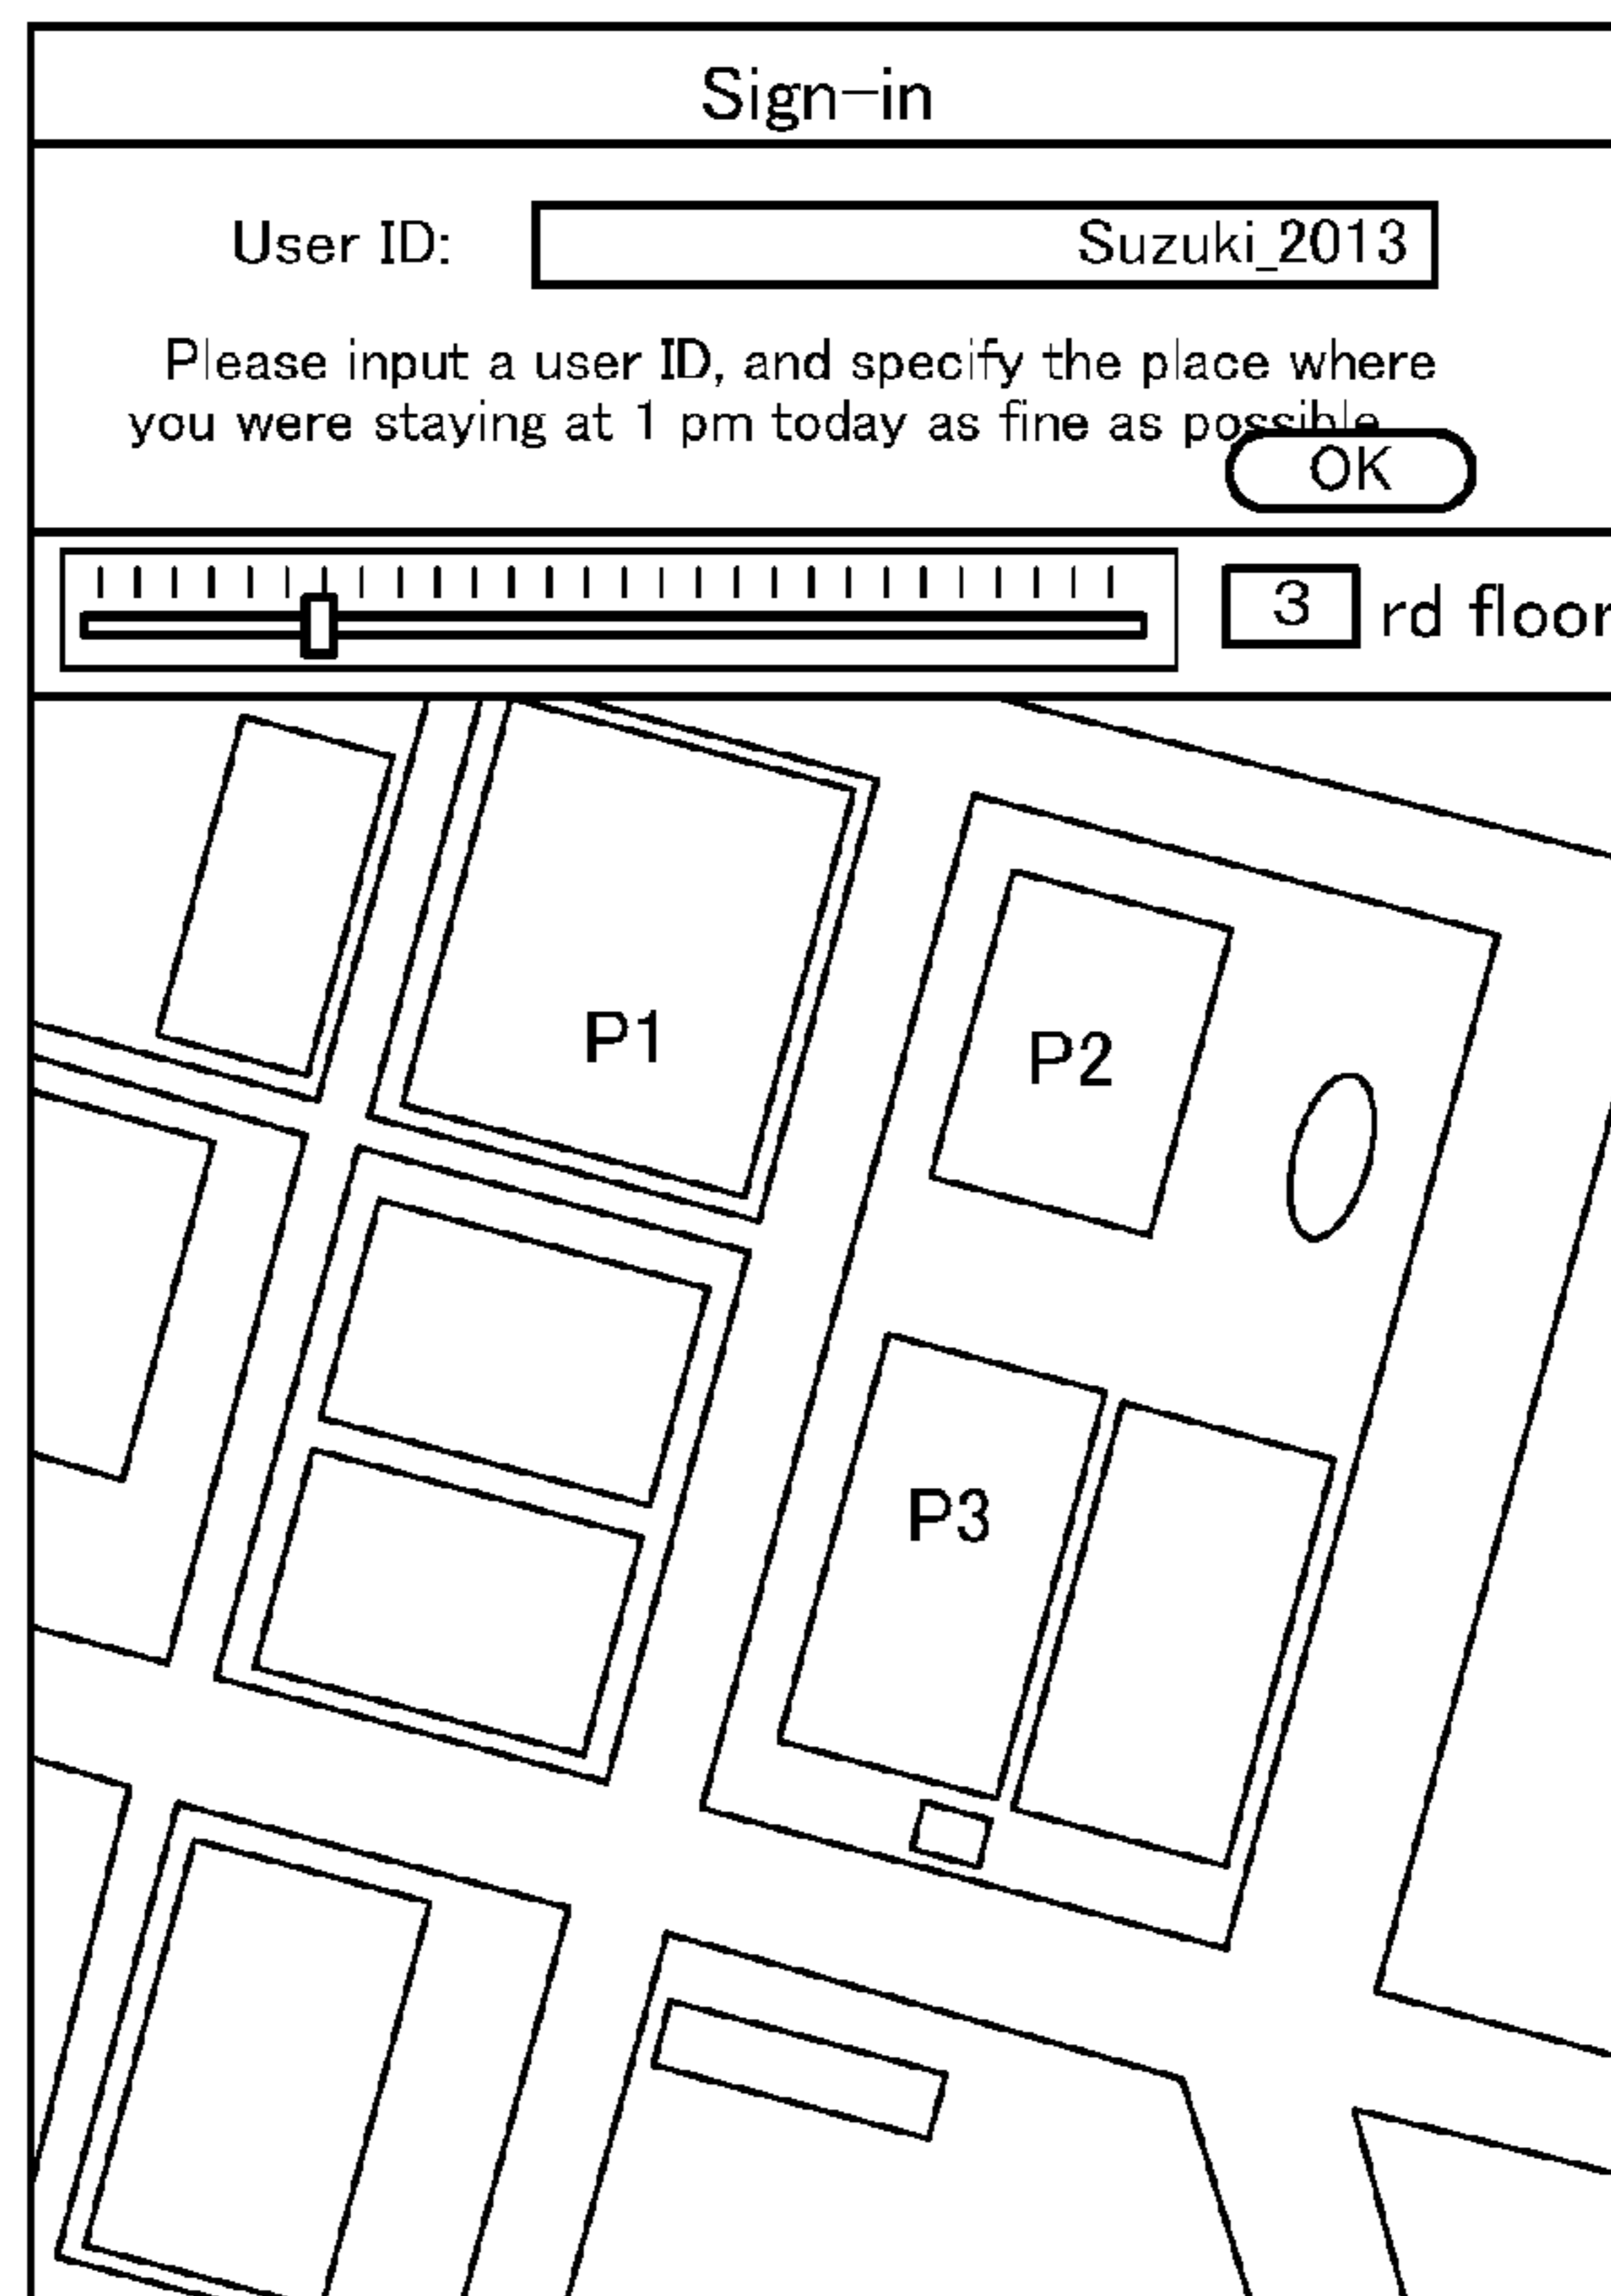 Sign-in
User ID: Suzuki_2013
Please input a user ID, and specify the place where
you were staying at 1 pm today as fine as possible
OK
3 rd floor
P1
P2
P3